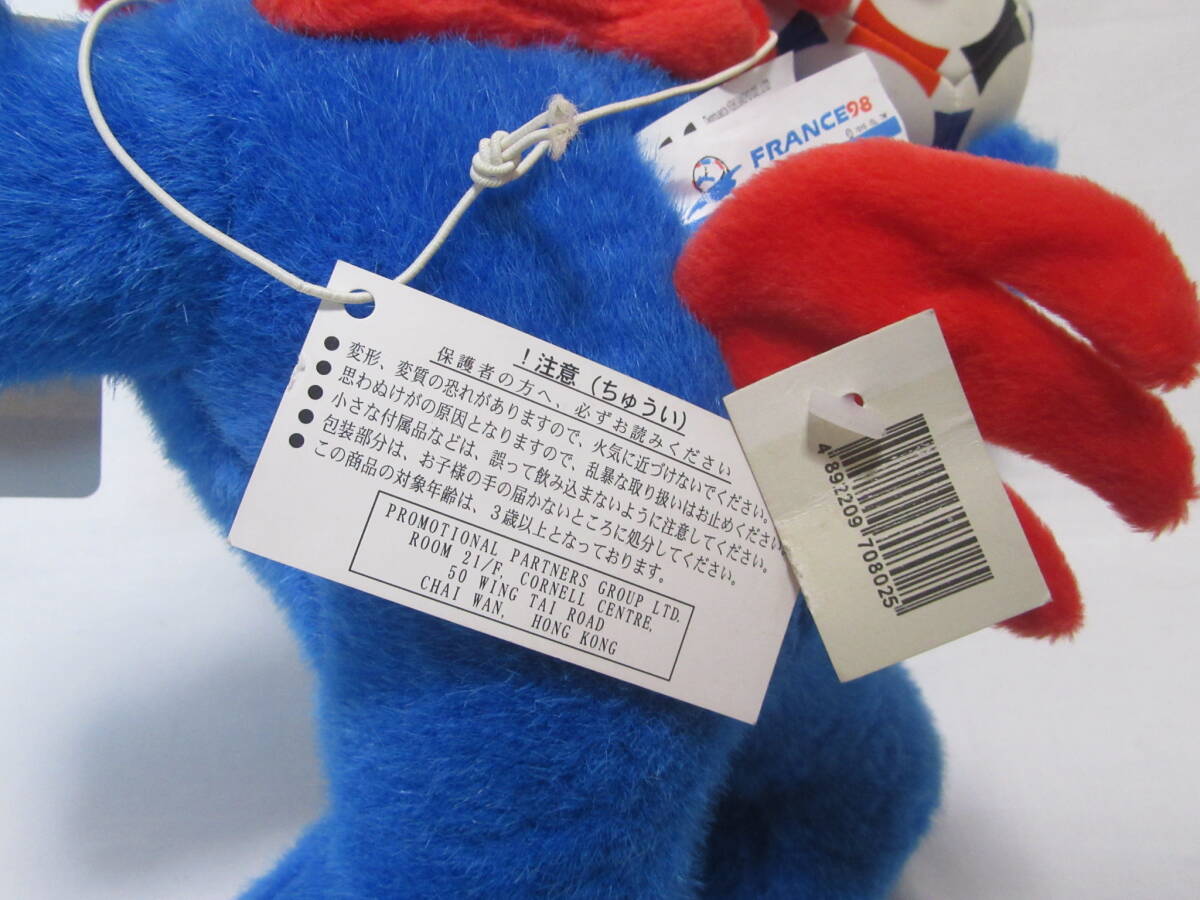 FRANCE98
！注意（ちゅうい）
保護者の方へ、必ずお読みください
● 変形、変質の恐れがありますので、火気に近づけないでください。
● 思わぬけがの原因となりますので、乱暴な取り扱いはお止めください
● 小さな付属品などは、誤って飲み込まないように注意してください。
● 包装部分は、お子様の手の届かないところに処分してください。
● この商品の対象年齢は、3歳以上となっております。
PROMOTIONAL PARTNERS GROUP LTD.
ROOM 21/F, CORNELL CENTRE,
50 WING TAI ROAD
CHAI WAN, HONG KONG
4 892209 708025